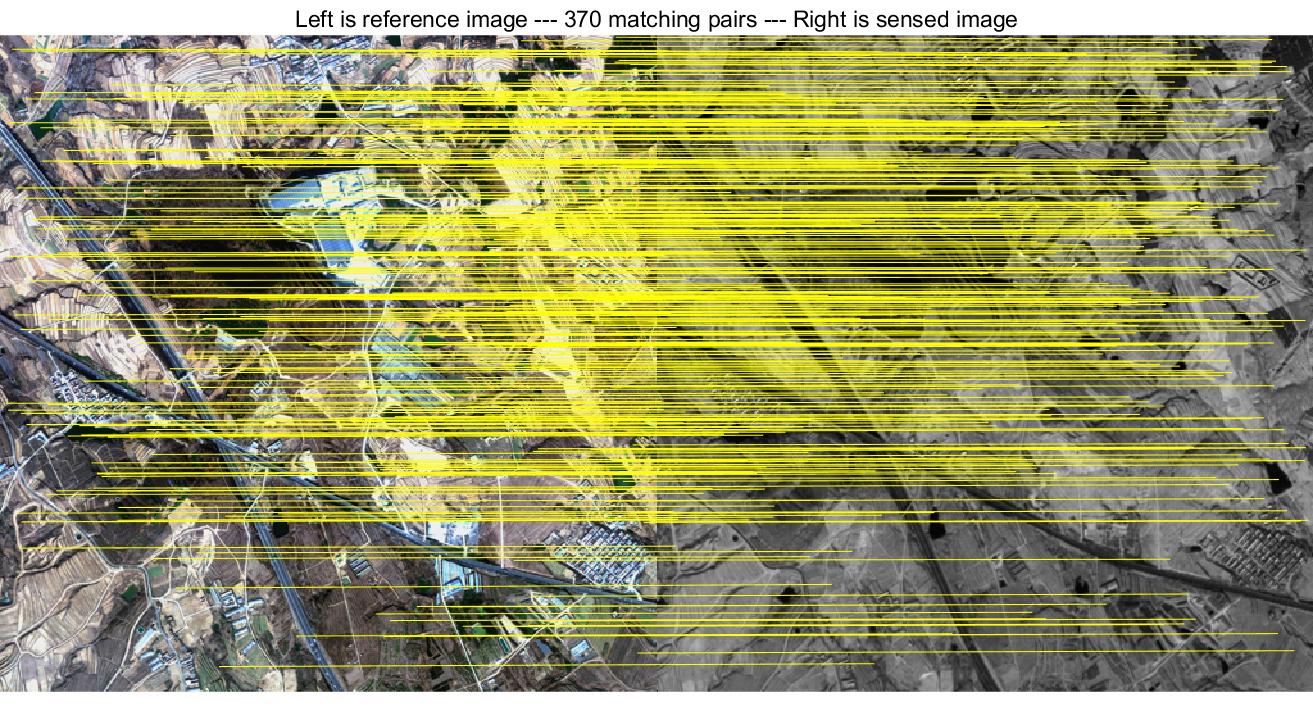 Left is reference image --- 370 matching pairs --- Right is sensed image